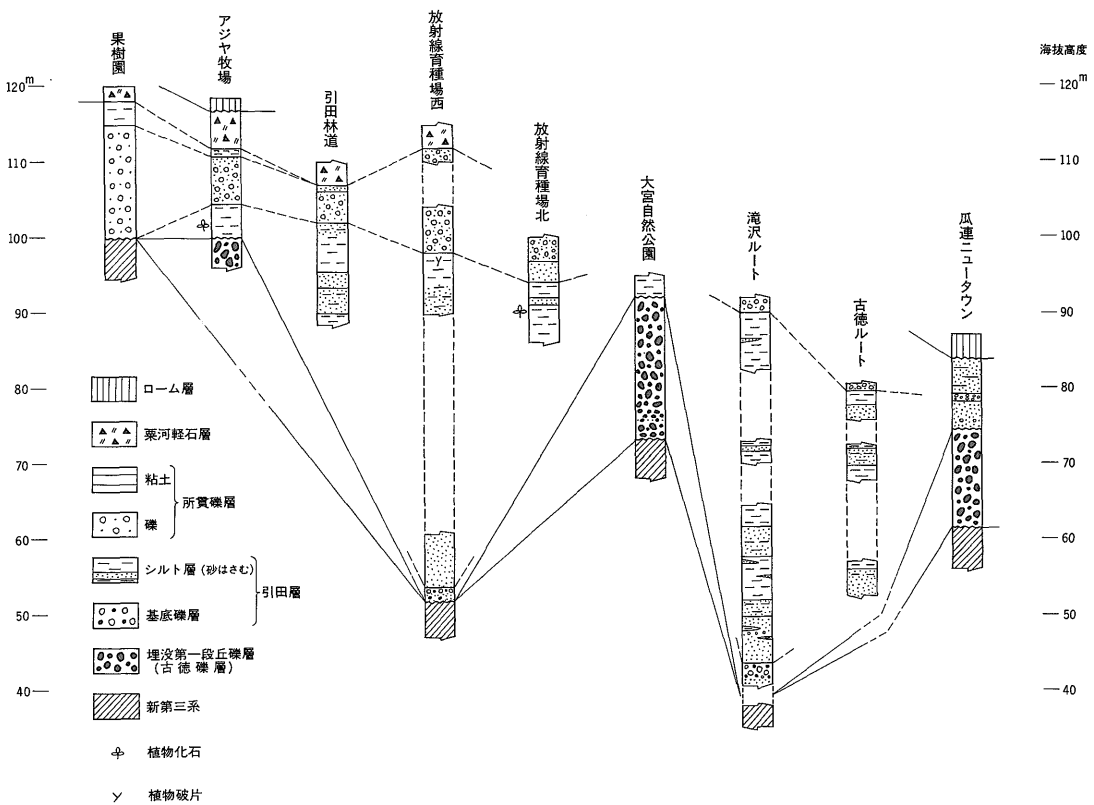 果樹園
アジヤ牧場
引田林道
放射線育種場西
放射線育種場北
大宮自然公園
滝沢ルート
古徳ルート
瓜連ニュータウン
海抜高度
120m
110
100
90
80
70
60
50
40
120m
110
100
90
80
70
60
50
40
ローム層
粟河軽石層
粘土
礫
所貫礫層
シルト層(砂はさむ)
基底礫層
引田層
埋没第一段丘礫層
(古徳礫層)
新第三系
植物化石
植物破片
Y